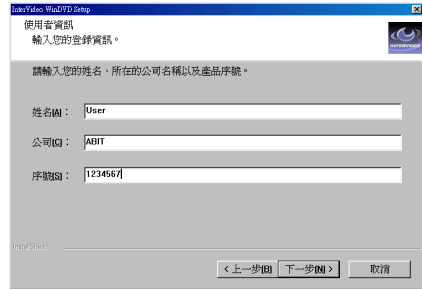 InterVideo WinDVD Setup
使用者資訊
輸入您的登錄資訊。
INTERVIDEO
請輸入您的姓名、所在的公司名稱以及產品序號。
姓名(A)： User
公司(C)： ABIT
序號(S)： 1234567
InstallShield
< 上一步(B) 下一步(N) > 取消